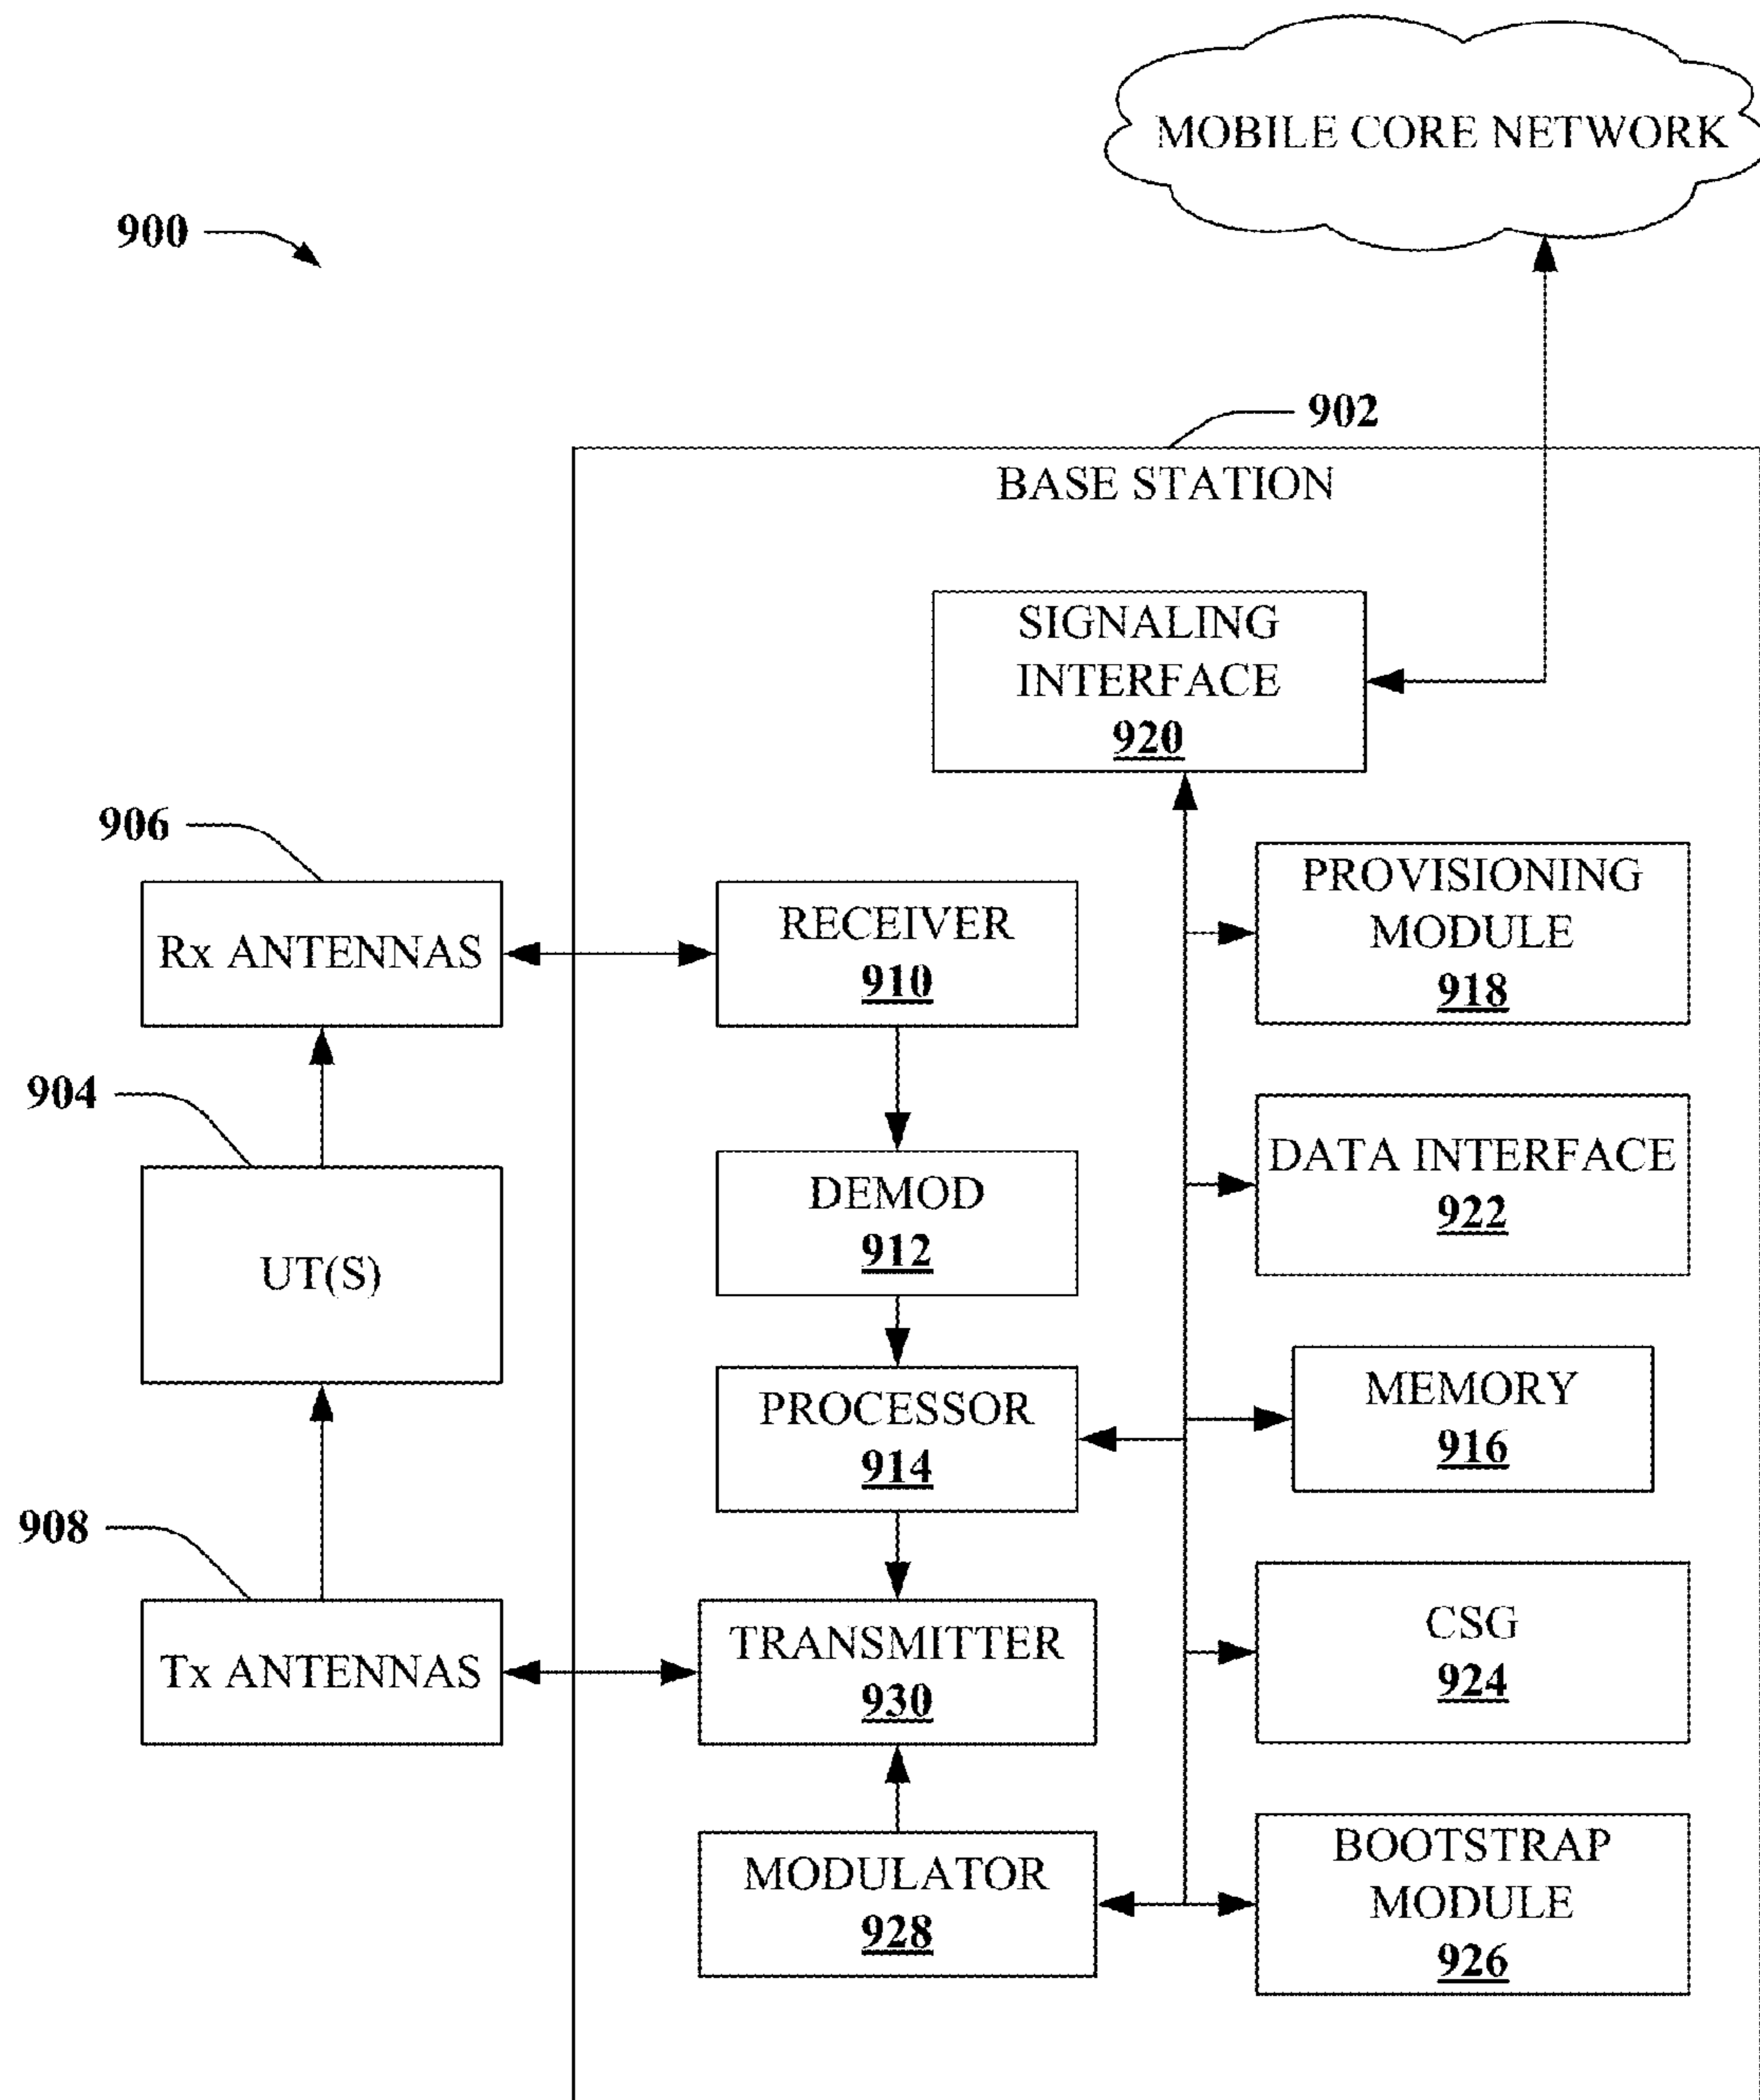 MOBILE CORE NETWORK
900
902
BASE STATION
SIGNALING
INTERFACE
920
906
Rx ANTENNAS
RECEIVER
910
PROVISIONING
MODULE
918
904
UT(S)
DEMOD
912
DATA INTERFACE
922
PROCESSOR
914
MEMORY
916
908
Tx ANTENNAS
TRANSMITTER
930
CSG
924
MODULATOR
928
BOOTSTRAP
MODULE
926